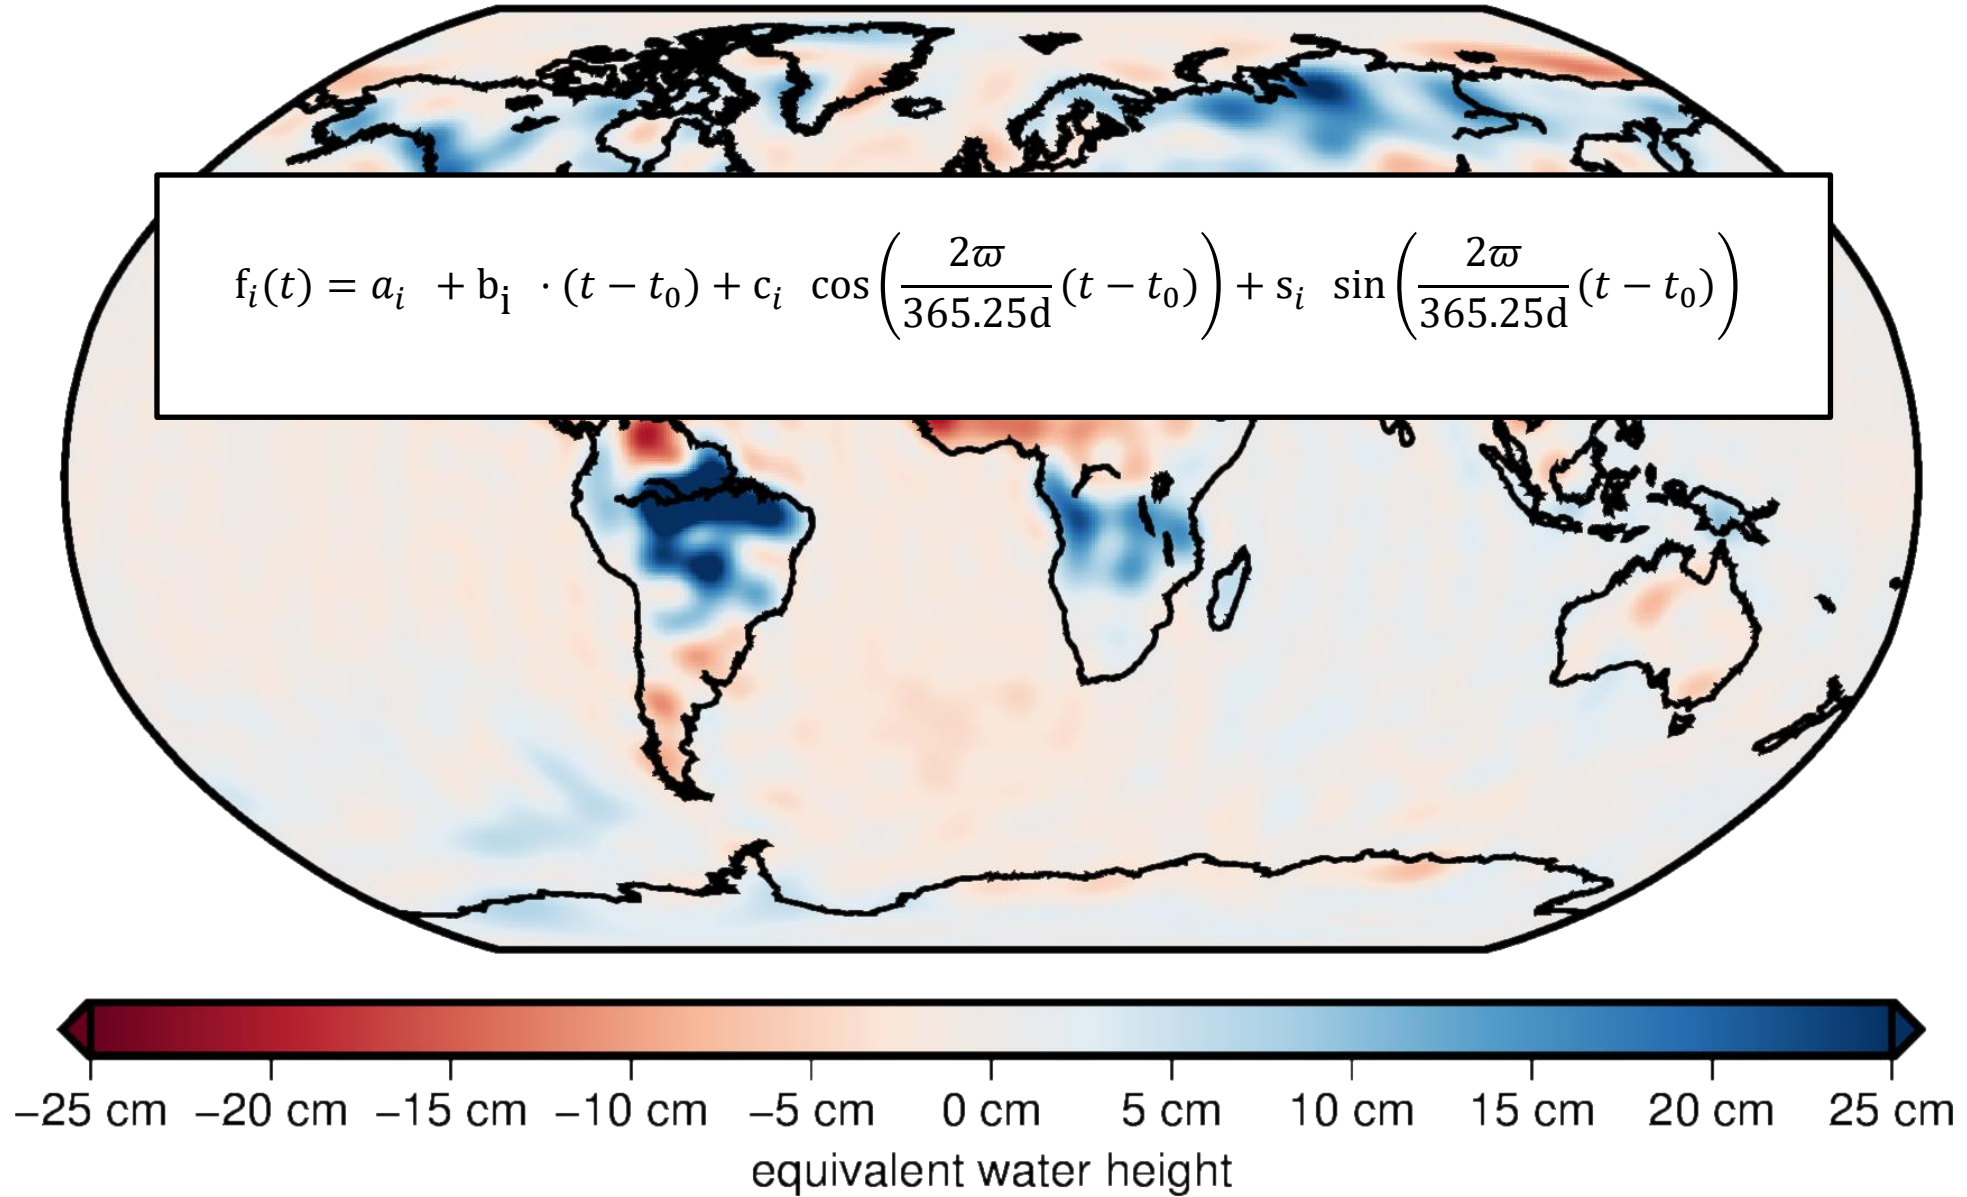 fᵢ(t) = aᵢ + bᵢ · (t − t₀) + cᵢ cos(2ϖ/365.25d (t − t₀)) + sᵢ sin(2ϖ/365.25d (t − t₀))
−25 cm −20 cm −15 cm −10 cm −5 cm 0 cm 5 cm 10 cm 15 cm 20 cm 25 cm
equivalent water height